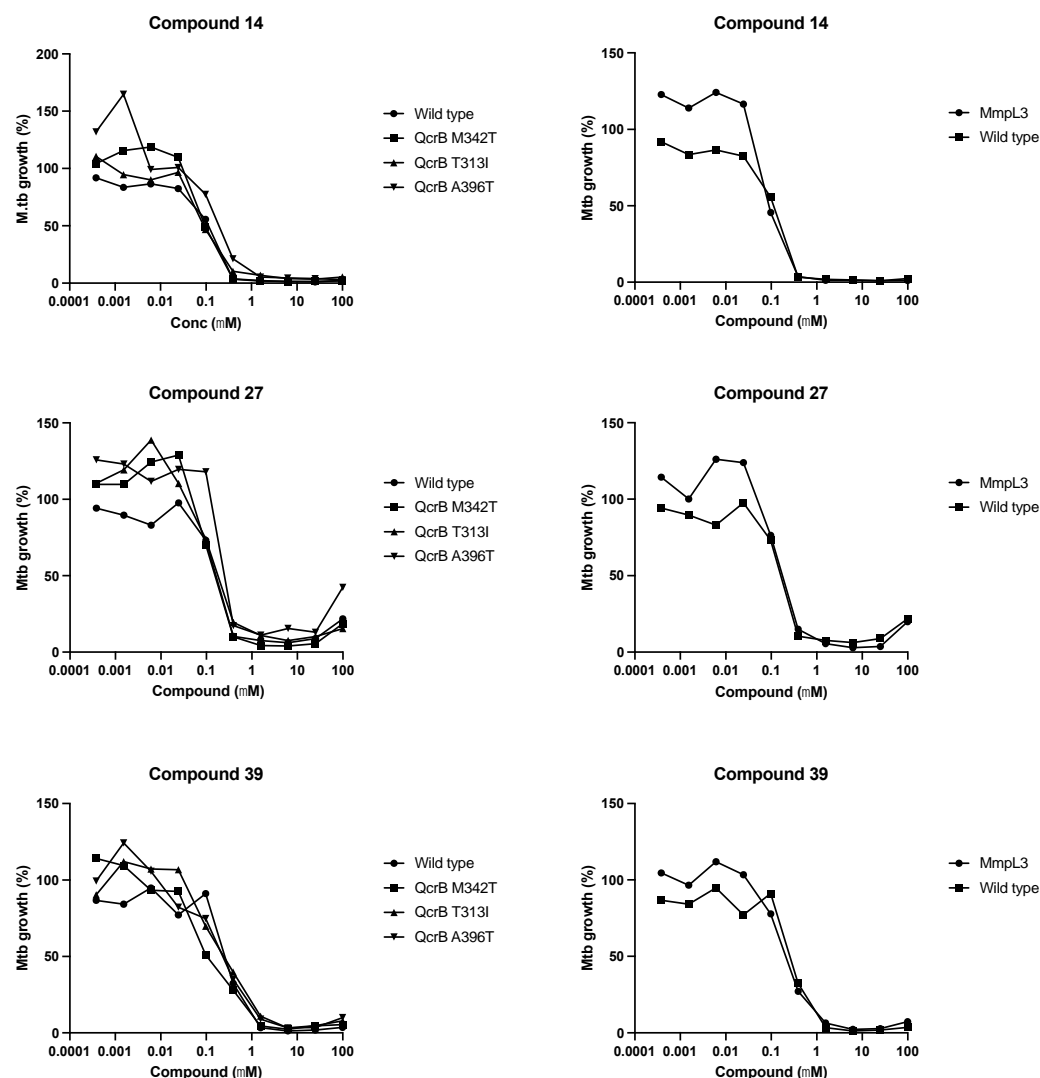 Compound 14
200
150
100
50
0
0.0001 0.001 0.01 0.1 1 10 100
M.tb growth (%)
Conc (mM)
Wild type
QcrB M342T
QcrB T313I
QcrB A396T
Compound 14
150
100
50
0
0.0001 0.001 0.01 0.1 1 10 100
Mtb growth (%)
Compound (mM)
MmpL3
Wild type
Compound 27
150
100
50
0
0.0001 0.001 0.01 0.1 1 10 100
Mtb growth (%)
Compound (mM)
Wild type
QcrB M342T
QcrB T313I
QcrB A396T
Compound 27
150
100
50
0
0.0001 0.001 0.01 0.1 1 10 100
Mtb growth (%)
Compound (mM)
MmpL3
Wild type
Compound 39
150
100
50
0
0.0001 0.001 0.01 0.1 1 10 100
Mtb growth (%)
Compound (mM)
Wild type
QcrB M342T
QcrB T313I
QcrB A396T
Compound 39
150
100
50
0
0.0001 0.001 0.01 0.1 1 10 100
Mtb growth (%)
Compound (mM)
MmpL3
Wild type